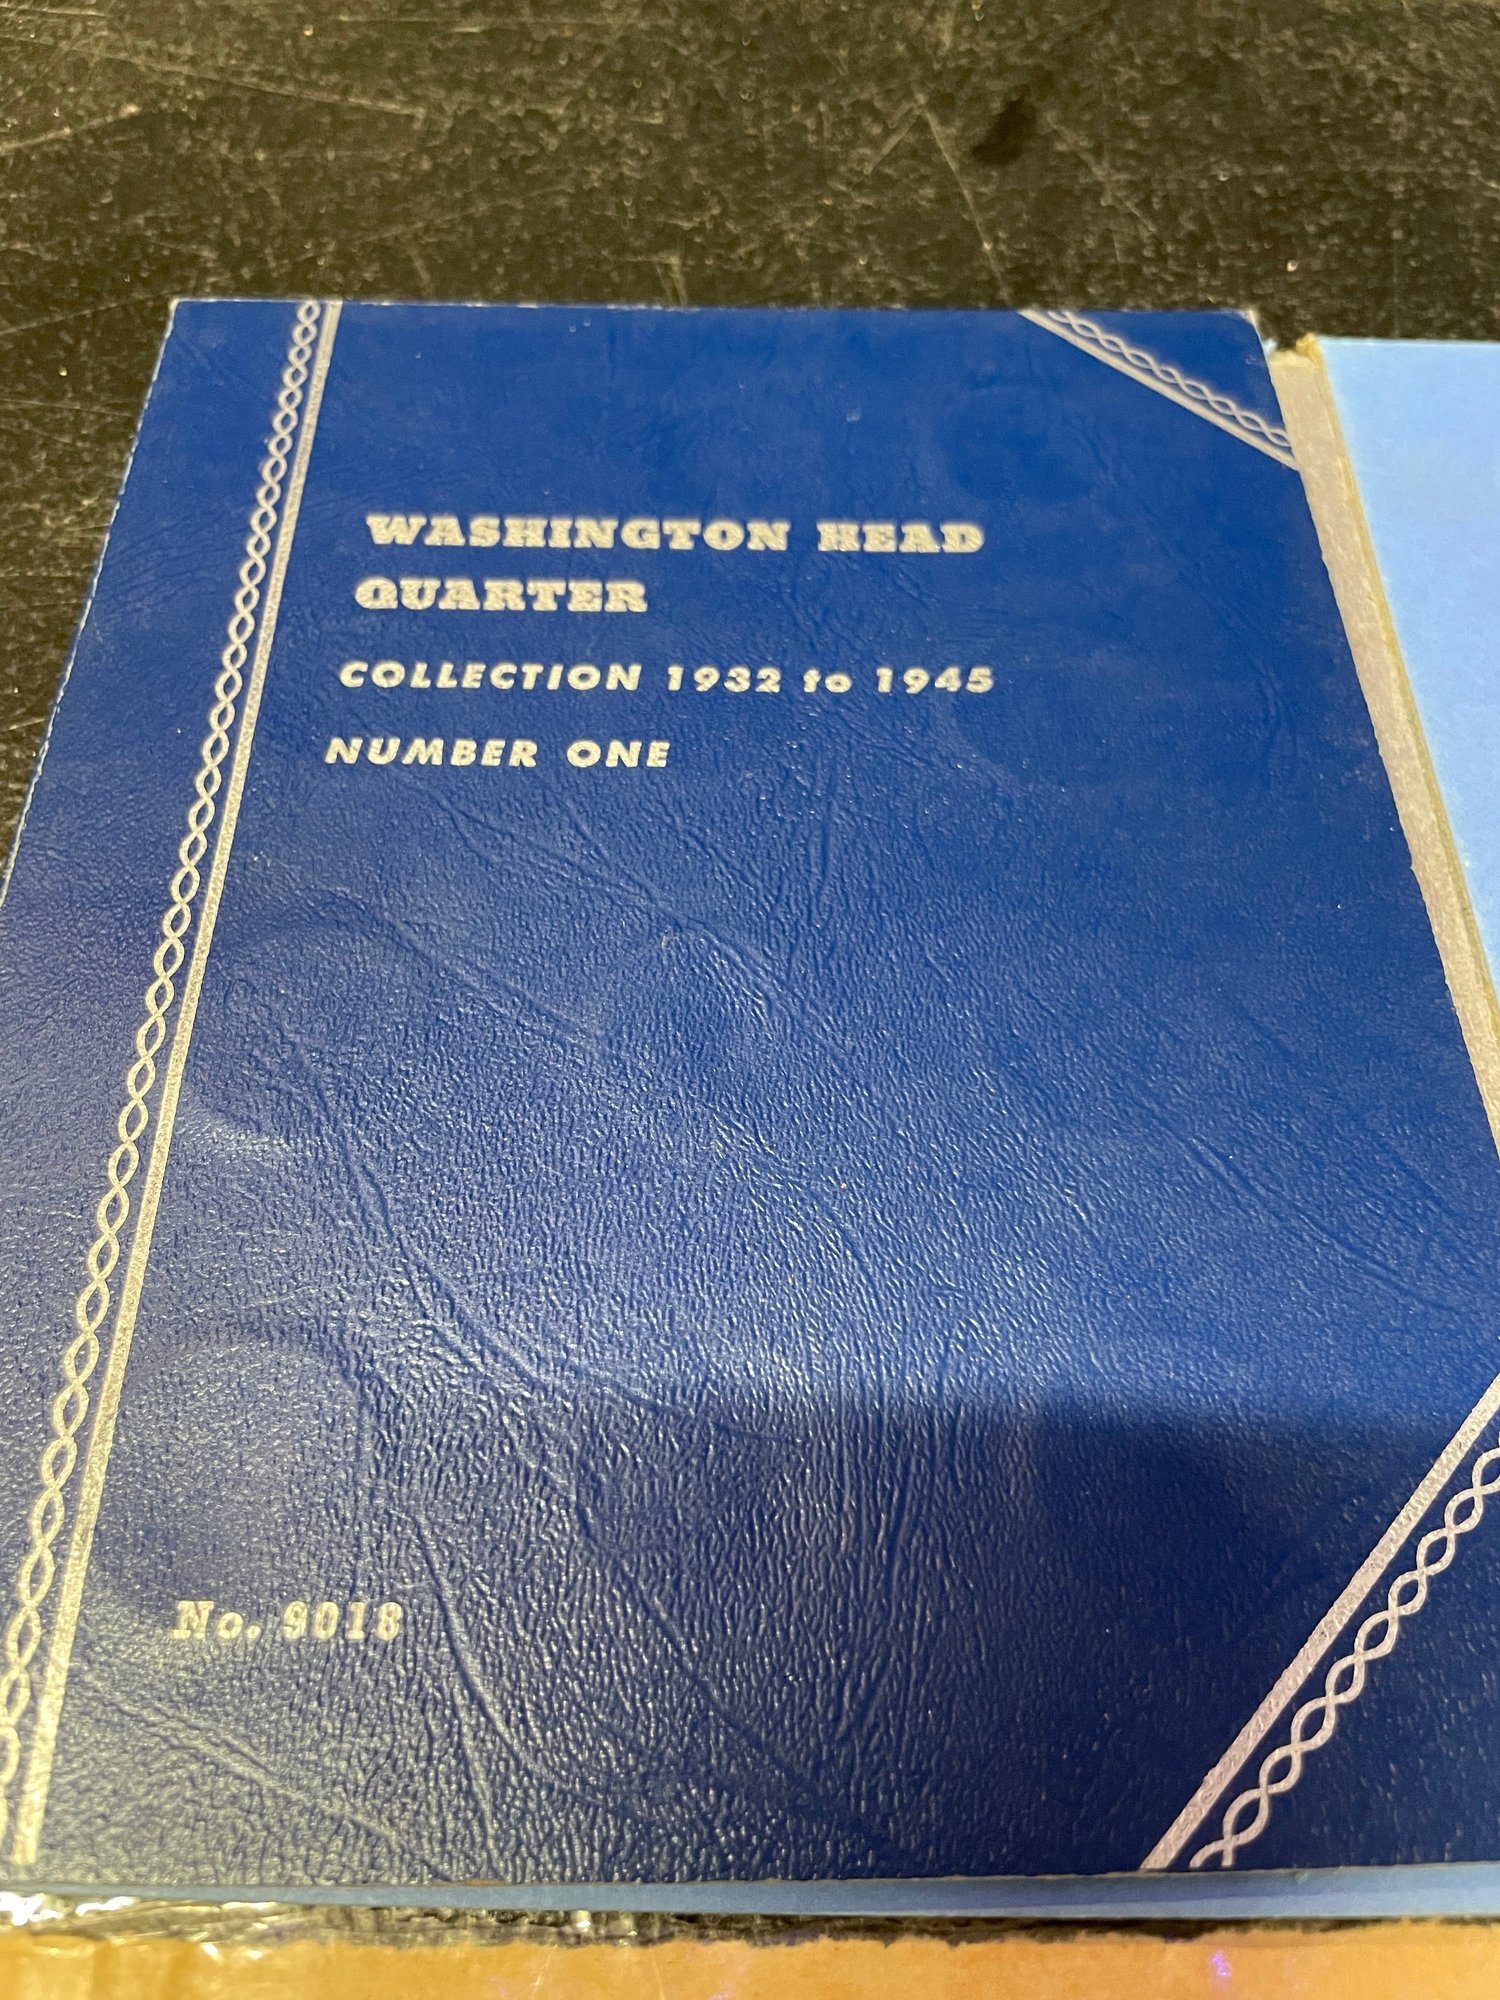 WASHINGTON HEAD
QUARTER
COLLECTION 1932 to 1945
NUMBER ONE
No. 9018